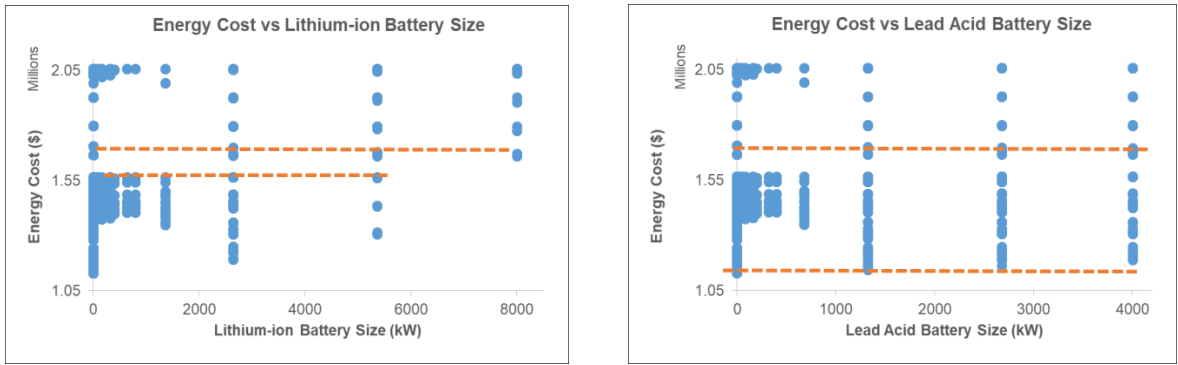 Energy Cost vs Lithium-ion Battery Size
Millions
Energy Cost ($)
2.05
1.55
1.05
0 2000 4000 6000 8000
Lithium-ion Battery Size (kW)
Energy Cost vs Lead Acid Battery Size
Millions
Energy Cost ($)
2.05
1.55
1.05
0 1000 2000 3000 4000
Lead Acid Battery Size (kW)